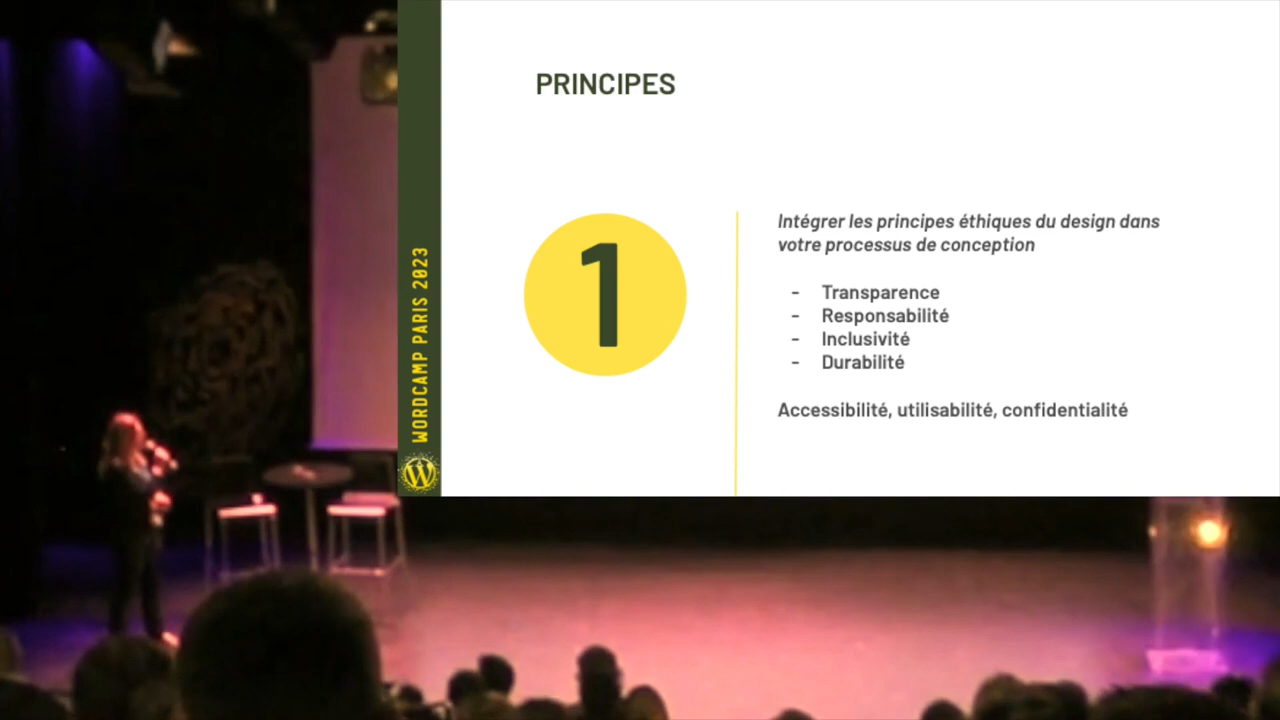 PRINCIPES
1
Intégrer les principes éthiques du design dans
votre processus de conception
- Transparence
- Responsabilité
- Inclusivité
- Durabilité
Accessibilité, utilisabilité, confidentialité
WORDCAMP PARIS 2023